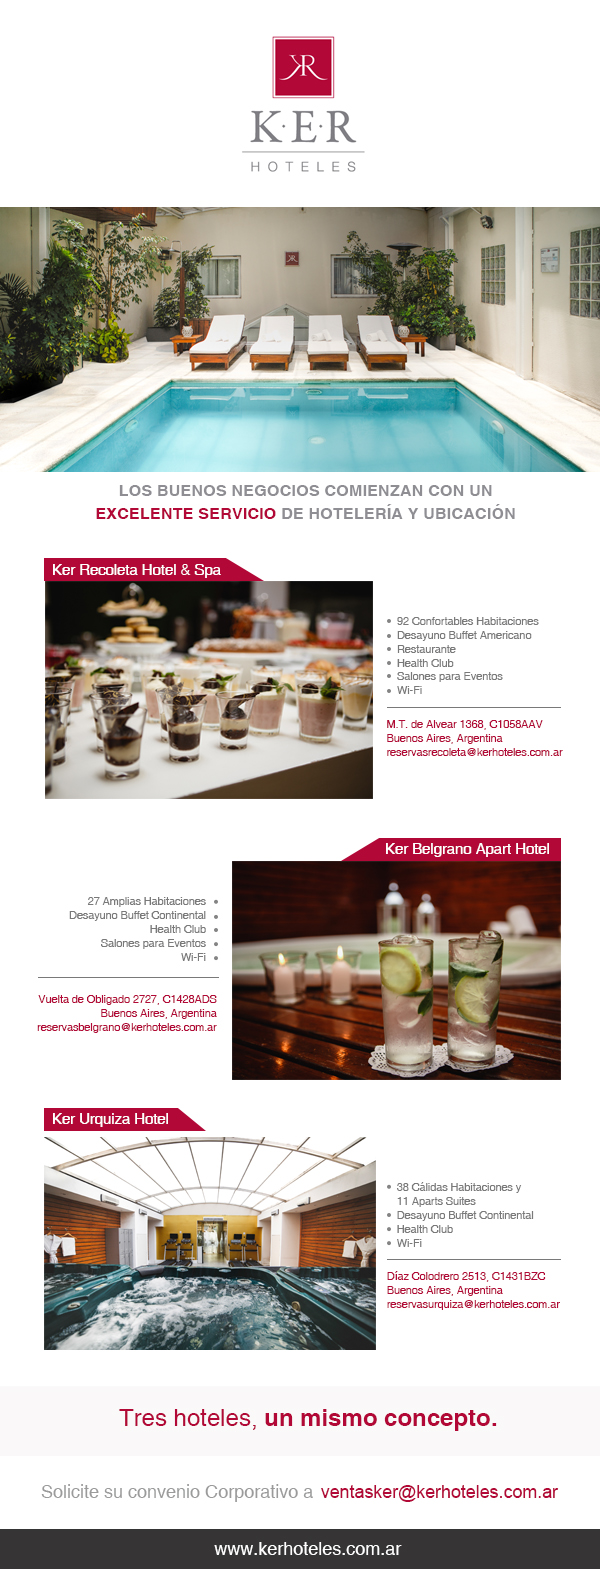 KR
K·E·R
HOTELES
LOS BUENOS NEGOCIOS COMIENZAN CON UN
EXCELENTE SERVICIO DE HOTELERÍA Y UBICACIÓN
Ker Recoleta Hotel & Spa
• 92 Confortables Habitaciones
• Desayuno Buffet Americano
• Restaurante
• Health Club
• Salones para Eventos
• Wi-Fi
M.T. de Alvear 1368, C1058AAV
Buenos Aires, Argentina
reservasrecoleta@kerhoteles.com.ar
Ker Belgrano Apart Hotel
27 Amplias Habitaciones •
Desayuno Buffet Continental •
Health Club •
Salones para Eventos •
Wi-Fi •
Vuelta de Obligado 2727, C1428ADS
Buenos Aires, Argentina
reservasbelgrano@kerhoteles.com.ar
Ker Urquiza Hotel
• 38 Cálidas Habitaciones y
11 Aparts Suites
• Desayuno Buffet Continental
• Health Club
• Wi-Fi
Díaz Colodrero 2513, C1431BZC
Buenos Aires, Argentina
reservasurquiza@kerhoteles.com.ar
Tres hoteles, un mismo concepto.
Solicite su convenio Corporativo a ventasker@kerhoteles.com.ar
www.kerhoteles.com.ar